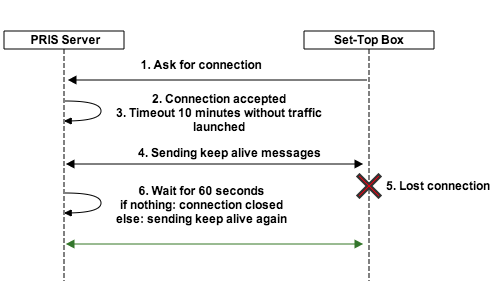 PRIS Server
Set-Top Box
1. Ask for connection
2. Connection accepted
3. Timeout 10 minutes without traffic
launched
4. Sending keep alive messages
5. Lost connection
6. Wait for 60 seconds
if nothing: connection closed
else: sending keep alive again